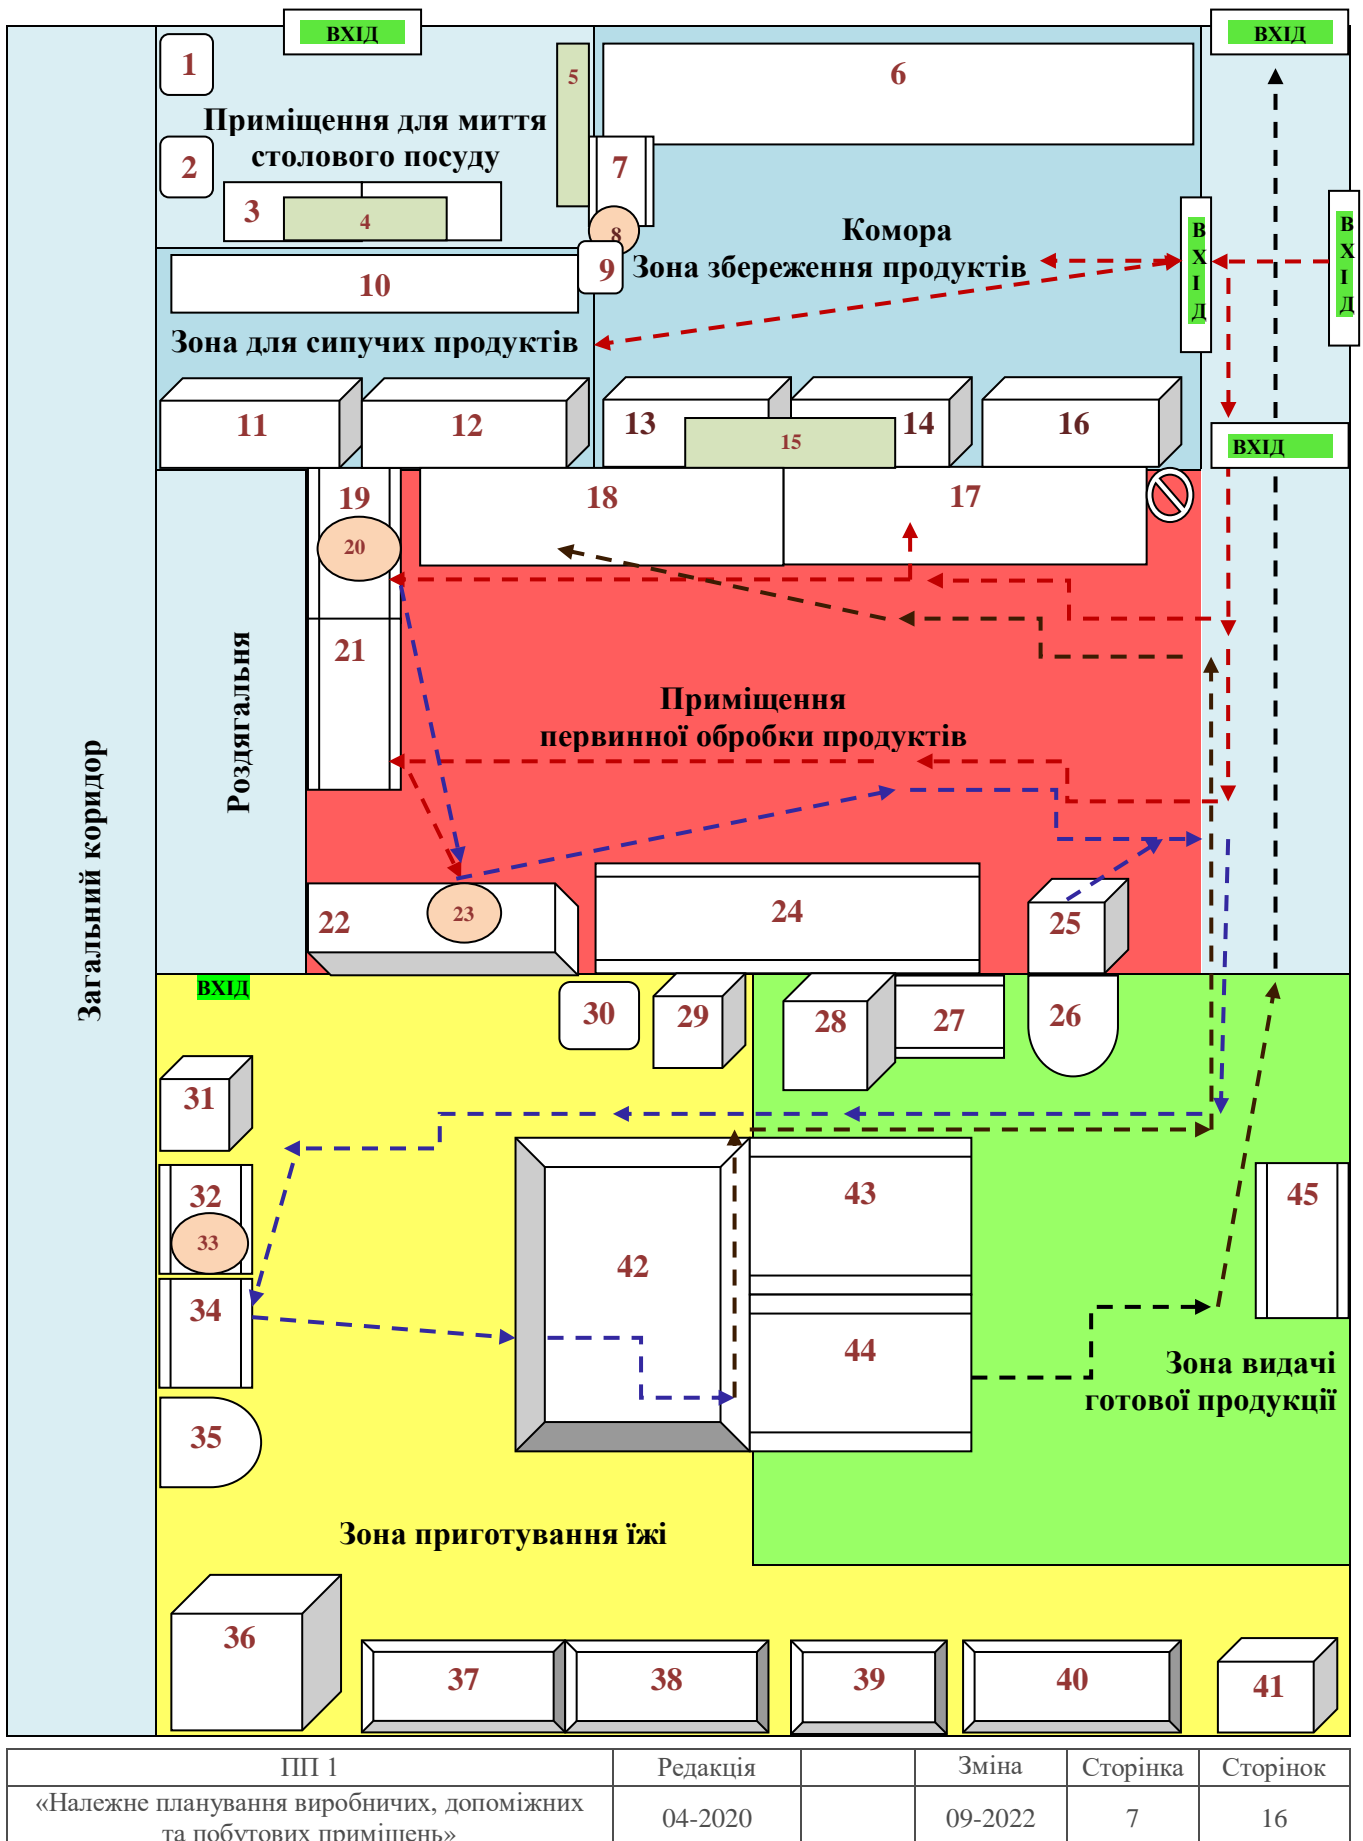 ВХІД
ВХІД
1
5
6
Приміщення для миття
столового посуду
2
7
3
4
8
В
Х
І
Д
В
Х
І
Д
Комора
Зона збереження продуктів
9
10
Зона для сипучих продуктів
11
12
13
14
15
16
ВХІД
19
18
17
20
21
Роздягальня
Загальний коридор
Приміщення
первинної обробки продуктів
22
23
24
25
ВХІД
30
29
28
27
26
31
32
33
34
35
42
43
44
45
Зона видачі
готової продукції
Зона приготування їжі
36
37
38
39
40
41
ПП 1
Редакція
Зміна
Сторінка
Сторінок
«Належне планування виробничих, допоміжних
та побутових приміщень»
04-2020
09-2022
7
16